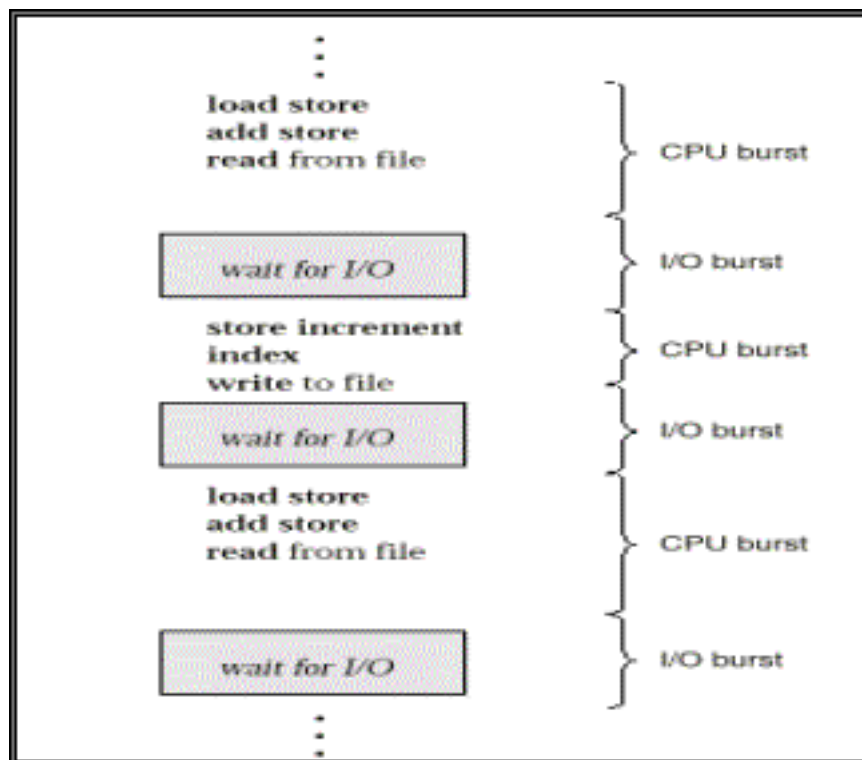 load store
add store
read from file
CPU burst
wait for I/O
I/O burst
store increment
index
write to file
CPU burst
wait for I/O
I/O burst
load store
add store
read from file
CPU burst
wait for I/O
I/O burst